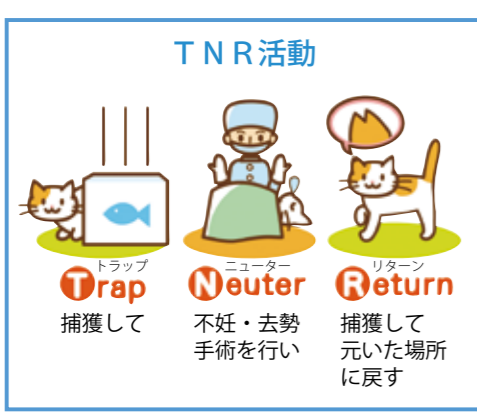 TNR活動
トラップ
Trap
捕獲して
ニューター
Neuter
不妊・去勢
手術を行い
リターン
Return
捕獲して
元いた場所
に戻す